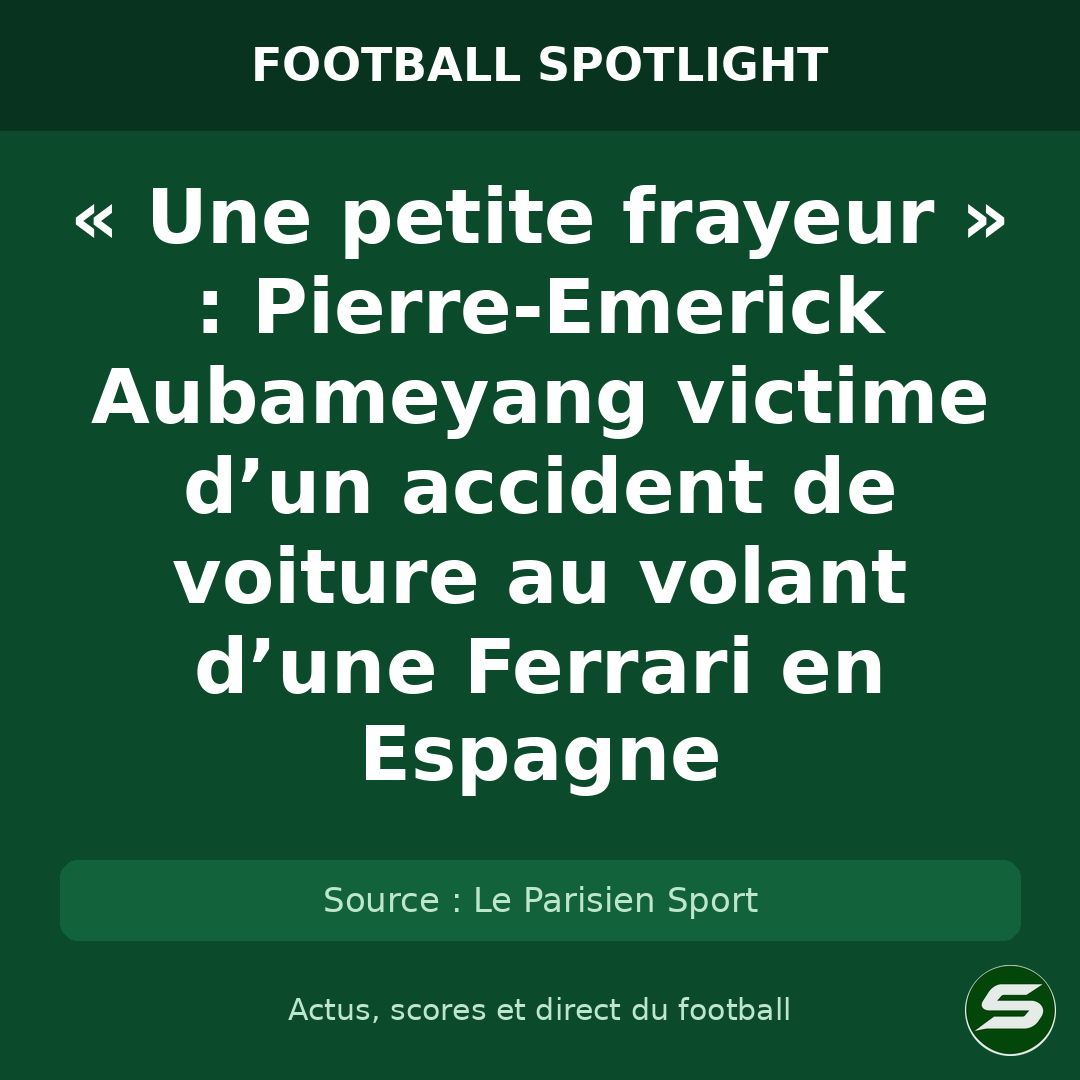 FOOTBALL SPOTLIGHT
« Une petite frayeur »
: Pierre-Emerick
Aubameyang victime
d’un accident de
voiture au volant
d’une Ferrari en
Espagne
Source : Le Parisien Sport
Actus, scores et direct du football
S